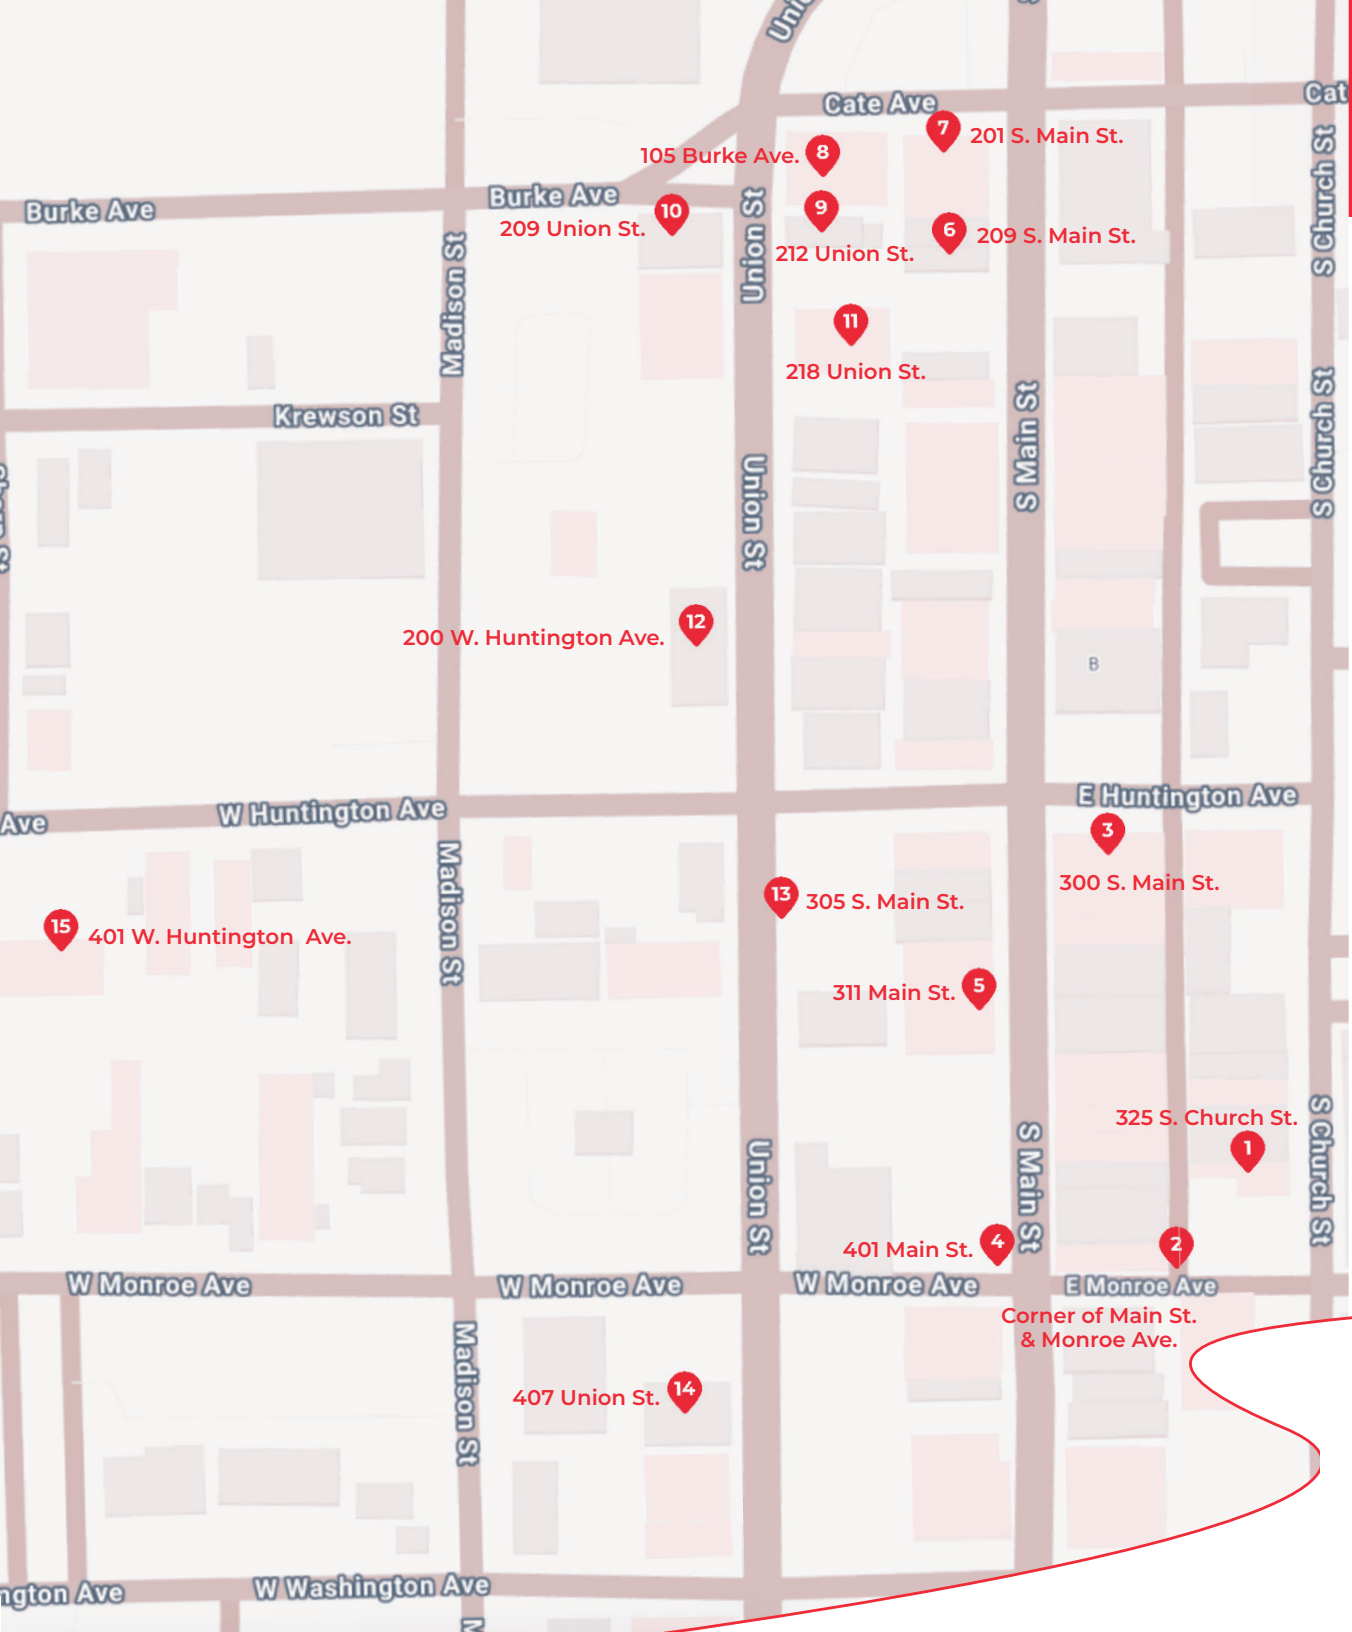 Cate Ave
Cat
7
201 S. Main St.
105 Burke Ave.
8
S Church St
Burke Ave
Burke Ave
10
209 Union St.
Union St
9
212 Union St.
6
209 S. Main St.
Madison St
11
218 Union St.
Krewson St
S Main St
S Church St
Union St
12
200 W. Huntington Ave.
B
Ave
W Huntington Ave
E Huntington Ave
3
300 S. Main St.
Madison St
13
305 S. Main St.
15
401 W. Huntington  Ave.
311 Main St.
5
325 S. Church St.
1
S Church St
Union St
S Main St
401 Main St.
4
2
W Monroe Ave
W Monroe Ave
W Monroe Ave
E Monroe Ave
Corner of Main St.
& Monroe Ave.
Madison St
407 Union St.
14
ngton Ave
W Washington Ave
M